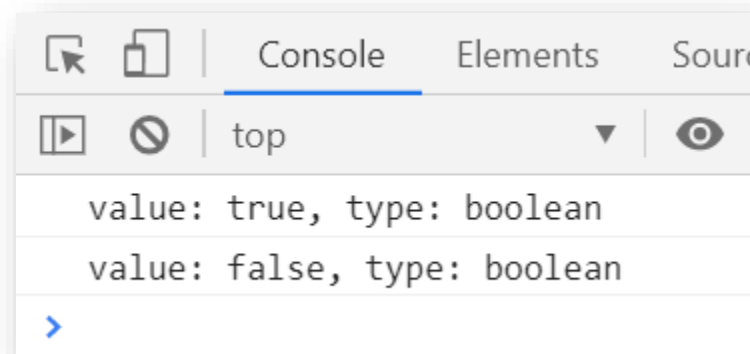 Console Elements
top
value: true, type: boolean
value: false, type: boolean